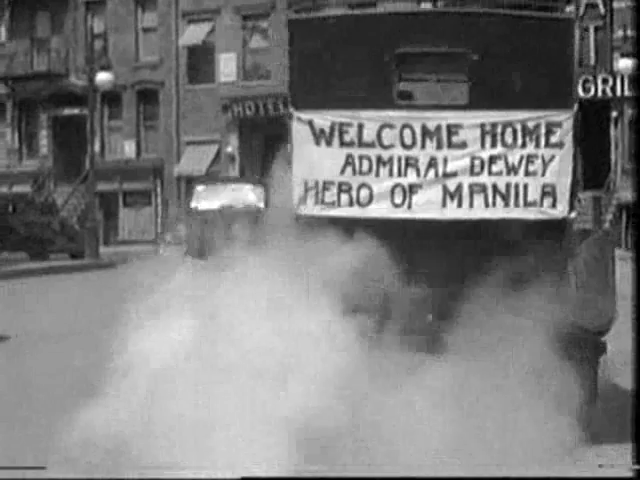 HOTEL
GRIL
WELCOME HOME
ADMIRAL DEWEY
HERO OF MANILA